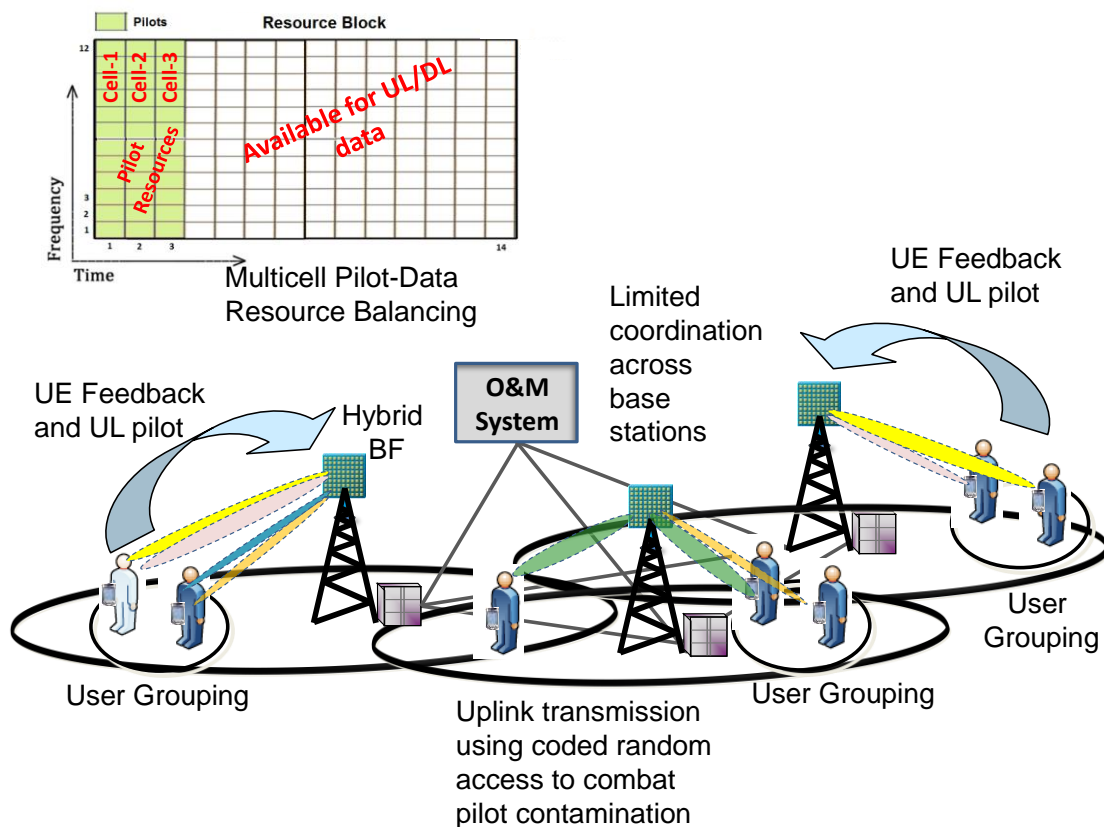 Pilots
Resource Block
12
Cell-1
Cell-2
Cell-3
Available for UL/DL
data
Pilot
Resources
Frequency
3
2
1
1 2 3
14
Time
Multicell Pilot-Data
Resource Balancing
UE Feedback
and UL pilot
Hybrid
BF
O&M
System
Limited
coordination
across
base
stations
UE Feedback
and UL pilot
User Grouping
Uplink transmission
using coded random
access to combat
pilot contamination
User Grouping
User
Grouping